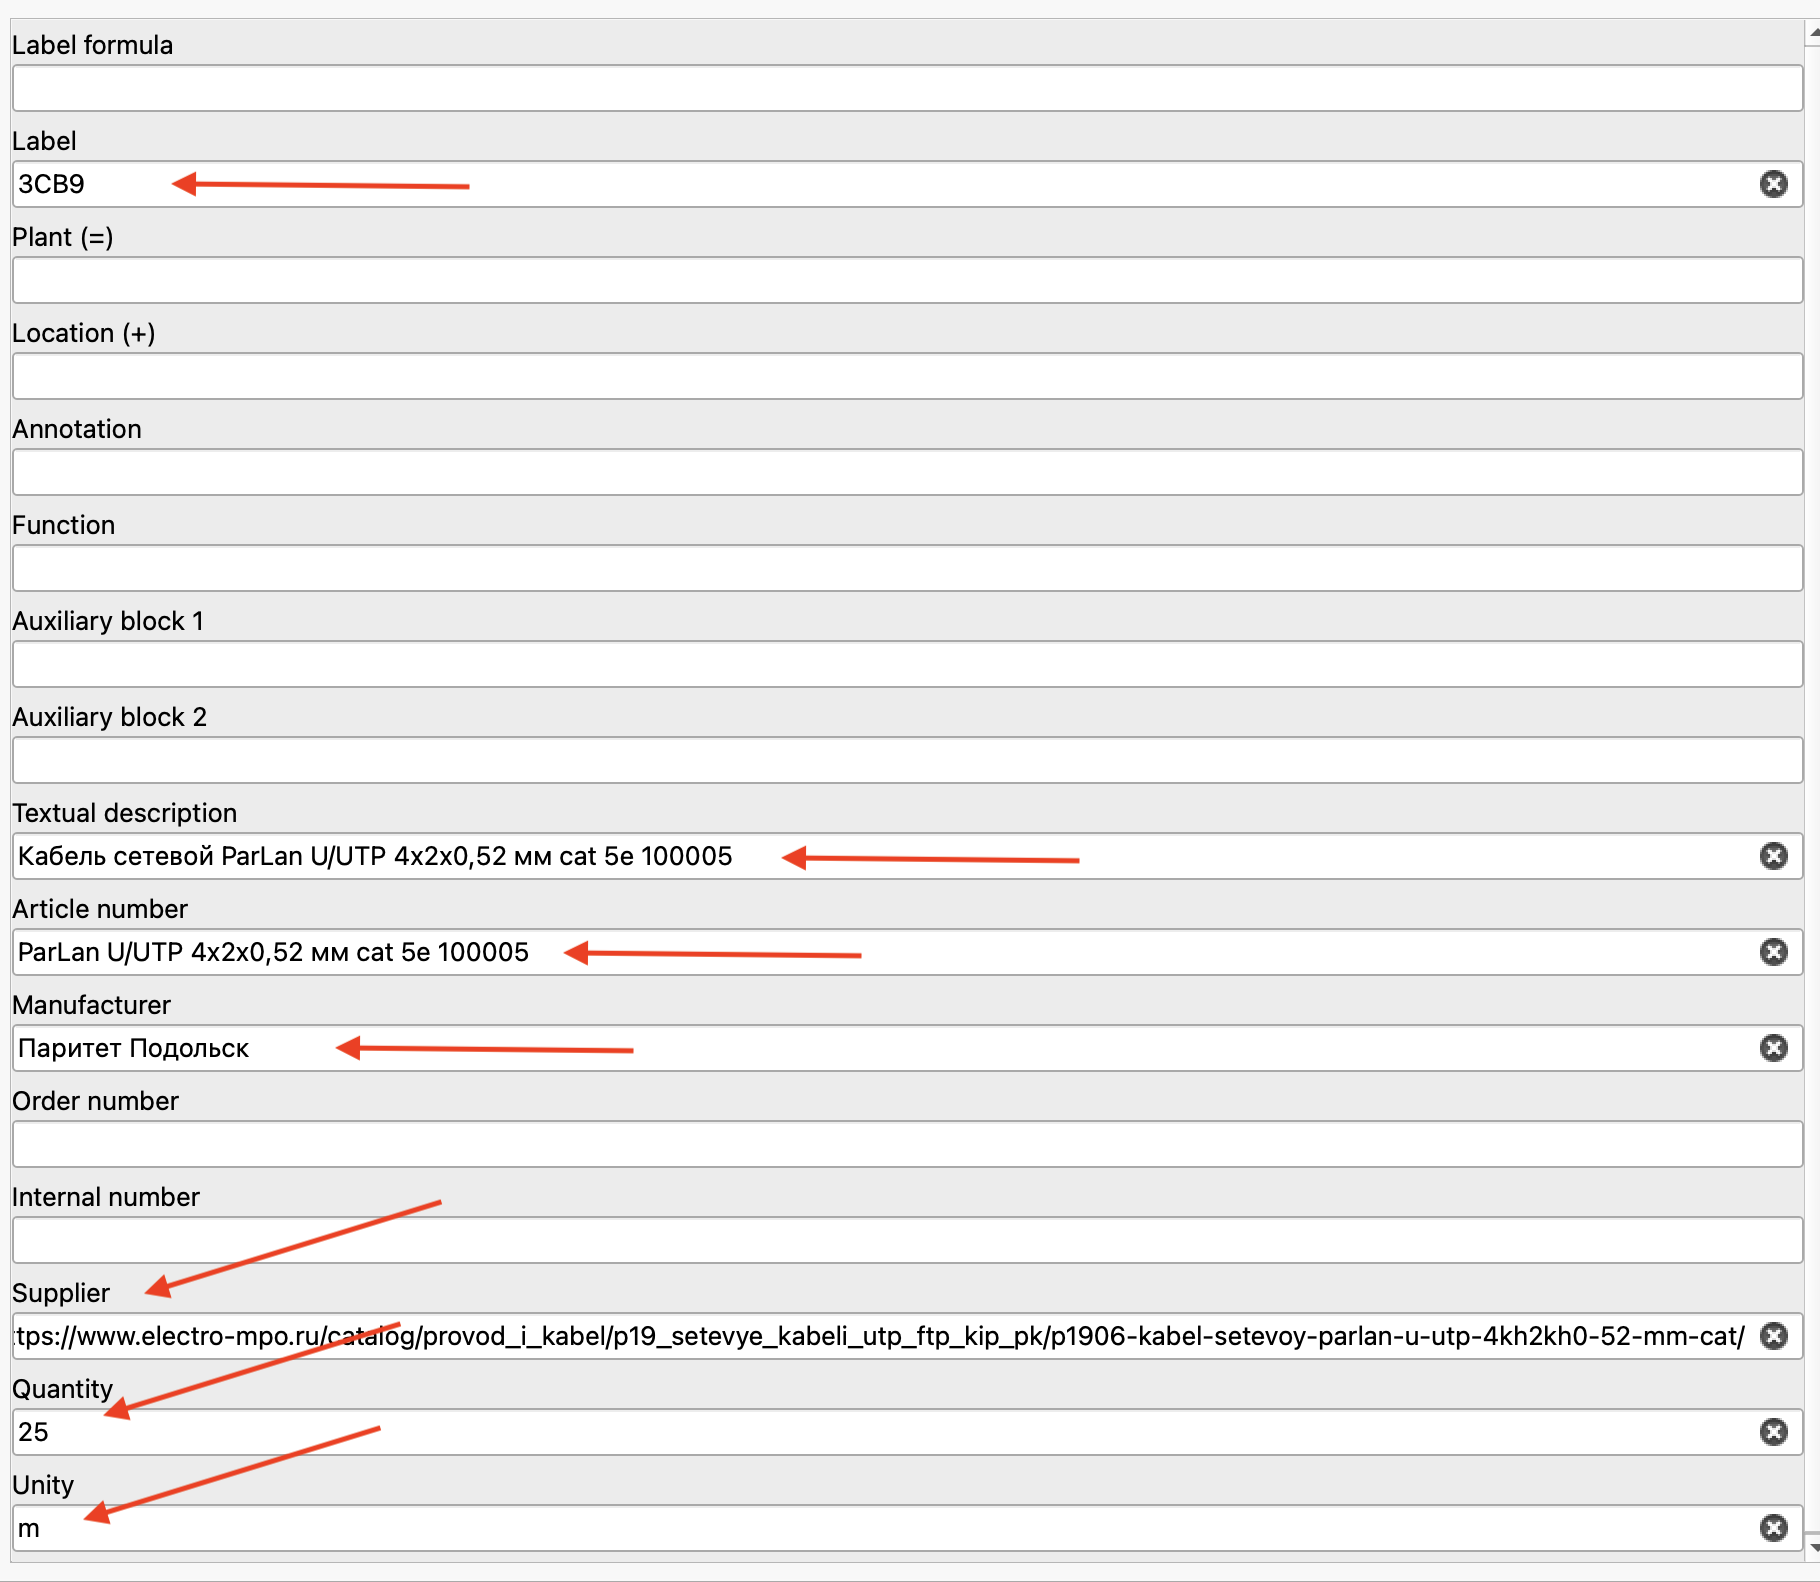 Label formula
Label
3CB9
Plant (=)
Location (+)
Annotation
Function
Auxiliary block 1
Auxiliary block 2
Textual description
Кабель сетевой ParLan U/UTP 4x2x0,52 мм cat 5e 100005
Article number
ParLan U/UTP 4x2x0,52 мм cat 5e 100005
Manufacturer
Паритет Подольск
Order number
Internal number
Supplier
tps://www.electro-mpo.ru/catalog/provod_i_kabel/p19_setevye_kabeli_utp_ftp_kip_pk/p1906-kabel-setevoy-parlan-u-utp-4kh2kh0-52-mm-cat/
Quantity
25
Unity
m